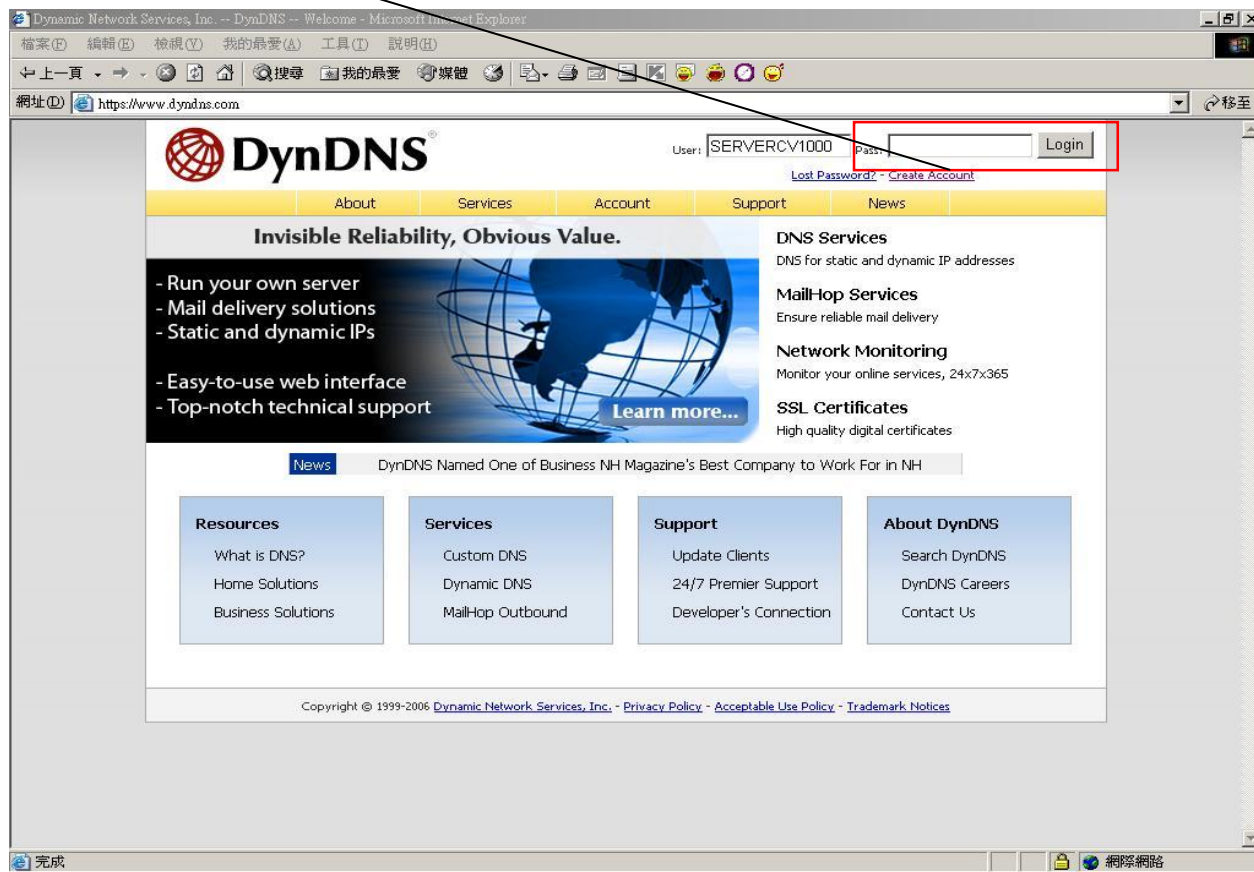 Dynamic Network Services, Inc. -- DynDNS -- Welcome - Microsoft Internet Explorer
檔案(F) 編輯(E) 檢視(V) 我的最愛(A) 工具(T) 說明(H)
上一頁 搜尋 我的最愛 媒體
網址(D) https://www.dyndns.com 移至
DynDNS®
User: SERVERCV1000 Pass: Login
Lost Password? - Create Account
About Services Account Support News
Invisible Reliability, Obvious Value.
- Run your own server
- Mail delivery solutions
- Static and dynamic IPs
- Easy-to-use web interface
- Top-notch technical support
Learn more...
DNS Services
DNS for static and dynamic IP addresses
MailHop Services
Ensure reliable mail delivery
Network Monitoring
Monitor your online services, 24x7x365
SSL Certificates
High quality digital certificates
News DynDNS Named One of Business NH Magazine's Best Company to Work For in NH
Resources
What is DNS?
Home Solutions
Business Solutions
Services
Custom DNS
Dynamic DNS
MailHop Outbound
Support
Update Clients
24/7 Premier Support
Developer's Connection
About DynDNS
Search DynDNS
DynDNS Careers
Contact Us
Copyright © 1999-2006 Dynamic Network Services, Inc. - Privacy Policy - Acceptable Use Policy - Trademark Notices
完成 網際網路